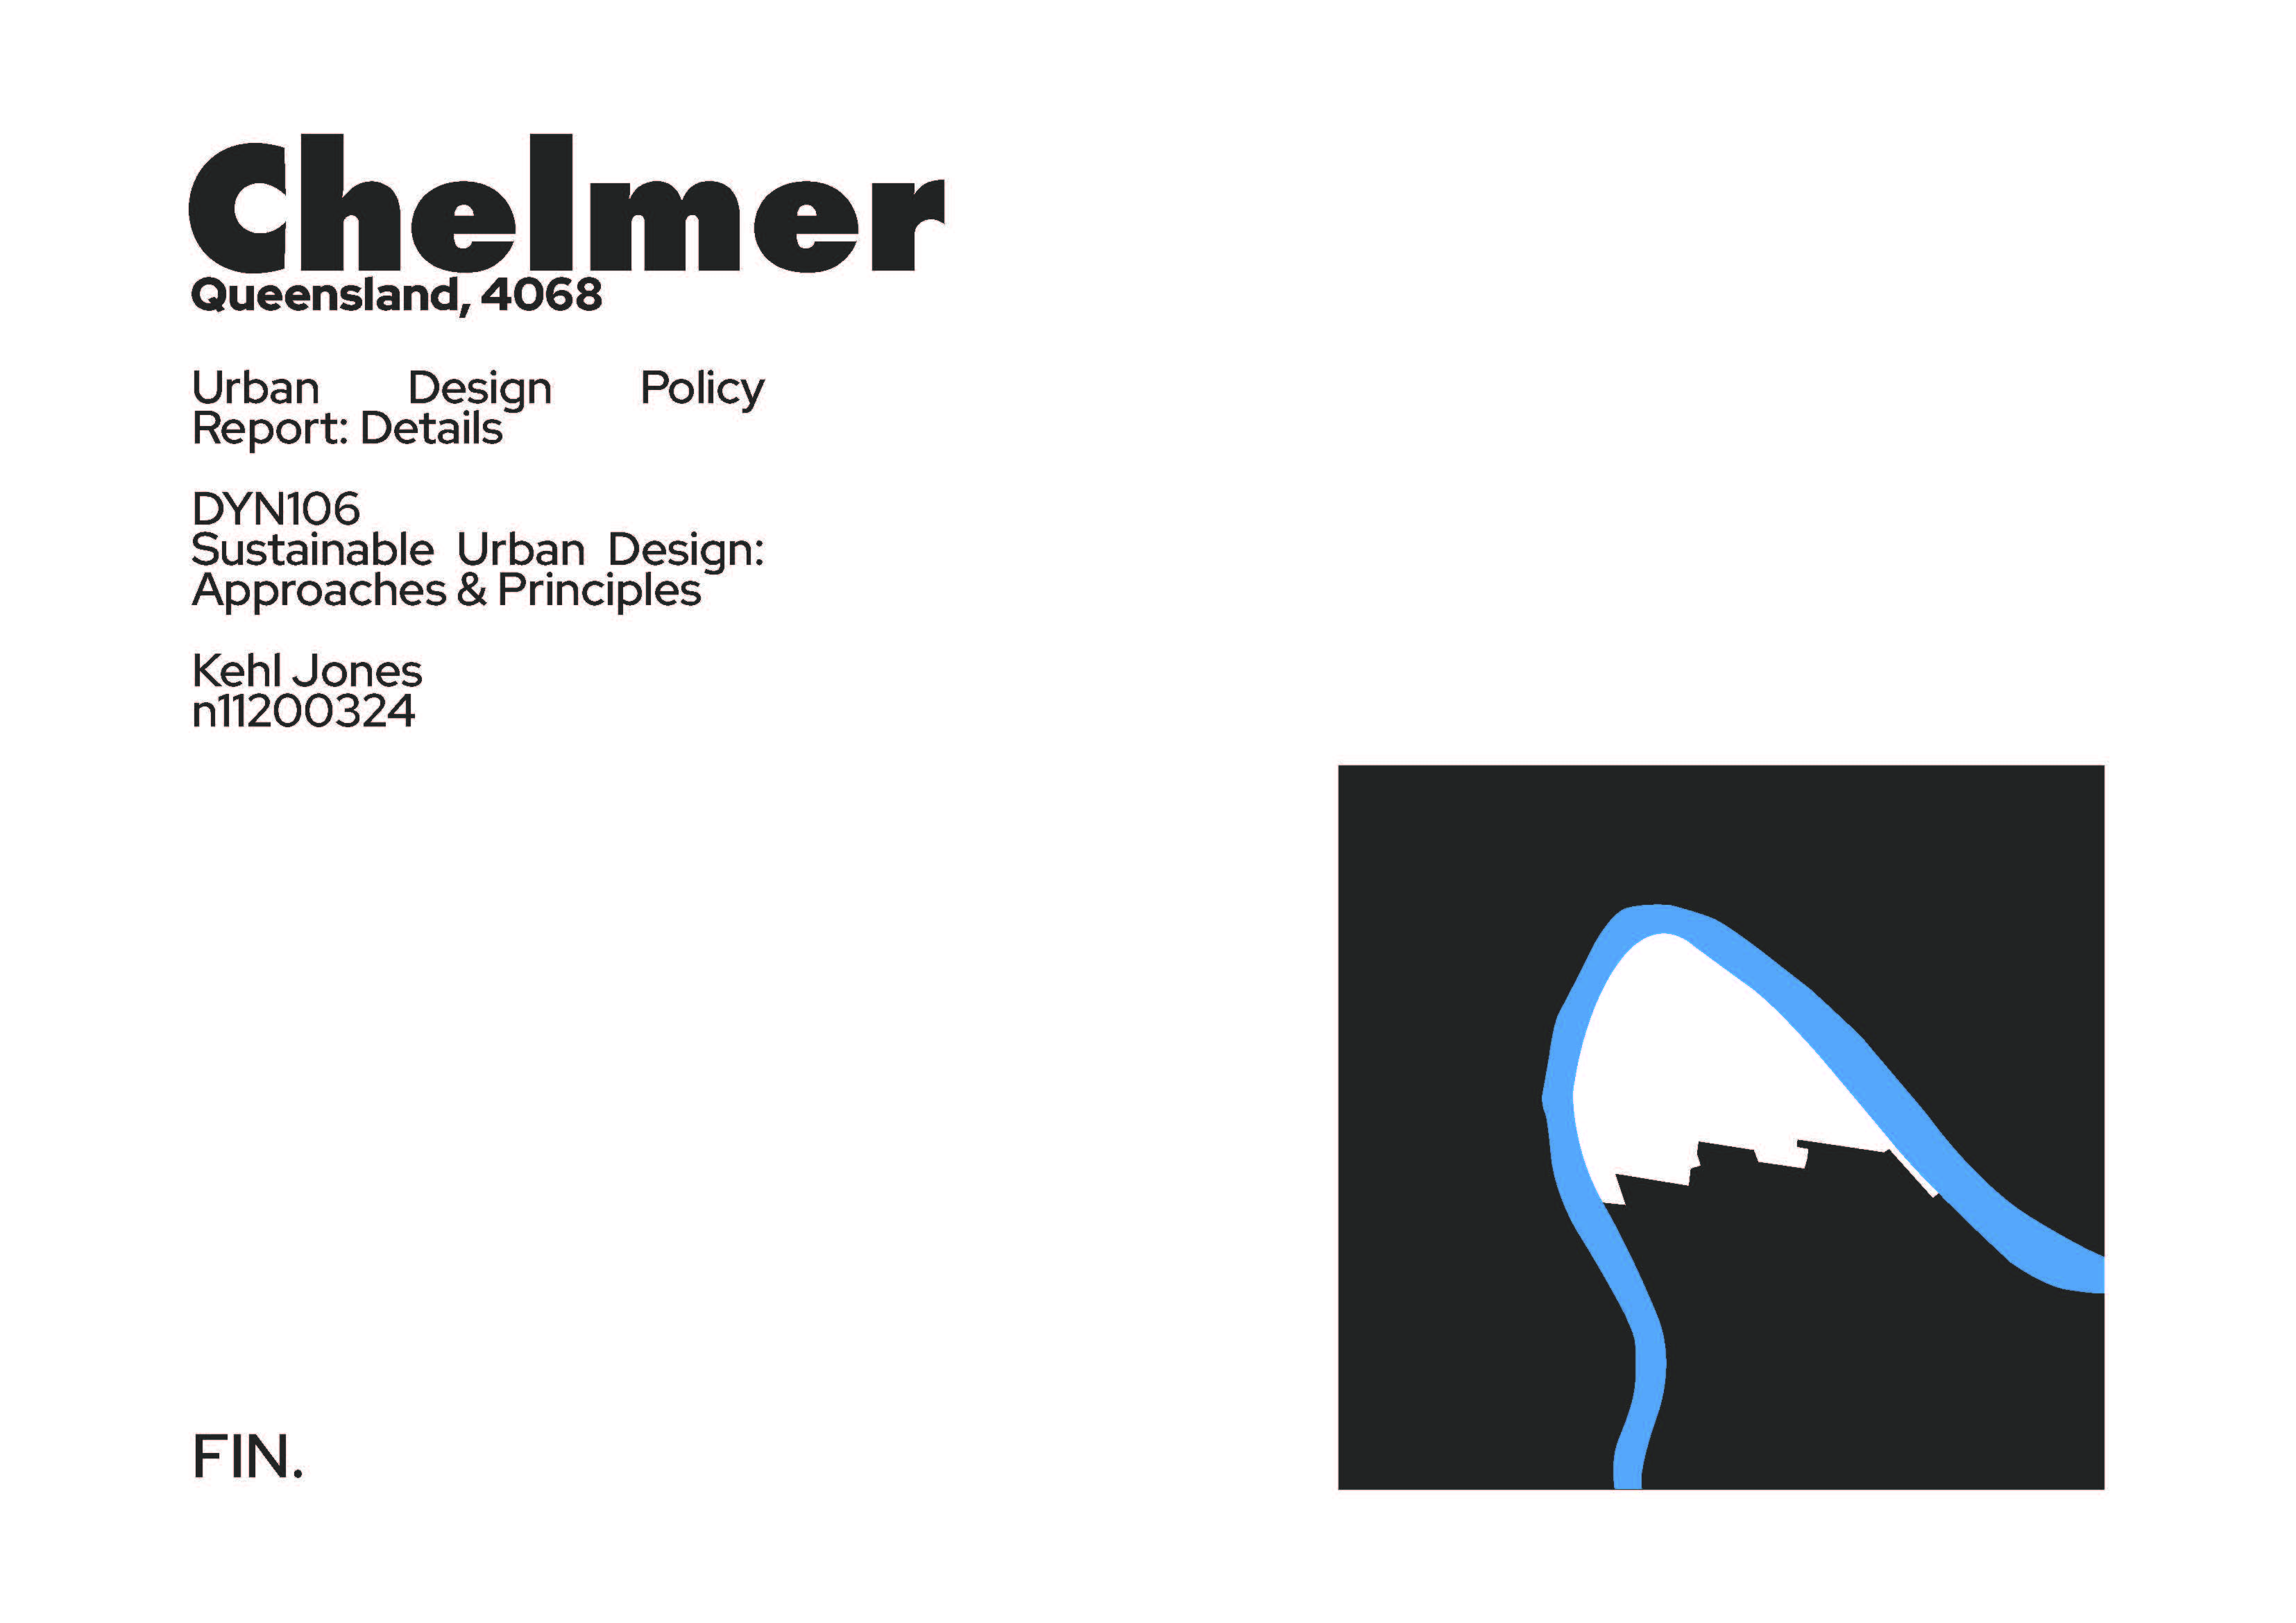 Chelmer
Queensland, 4068
Urban Design Policy
Report: Details
DYN106
Sustainable Urban Design:
Approaches & Principles
Kehl Jones
n11200324
FIN.